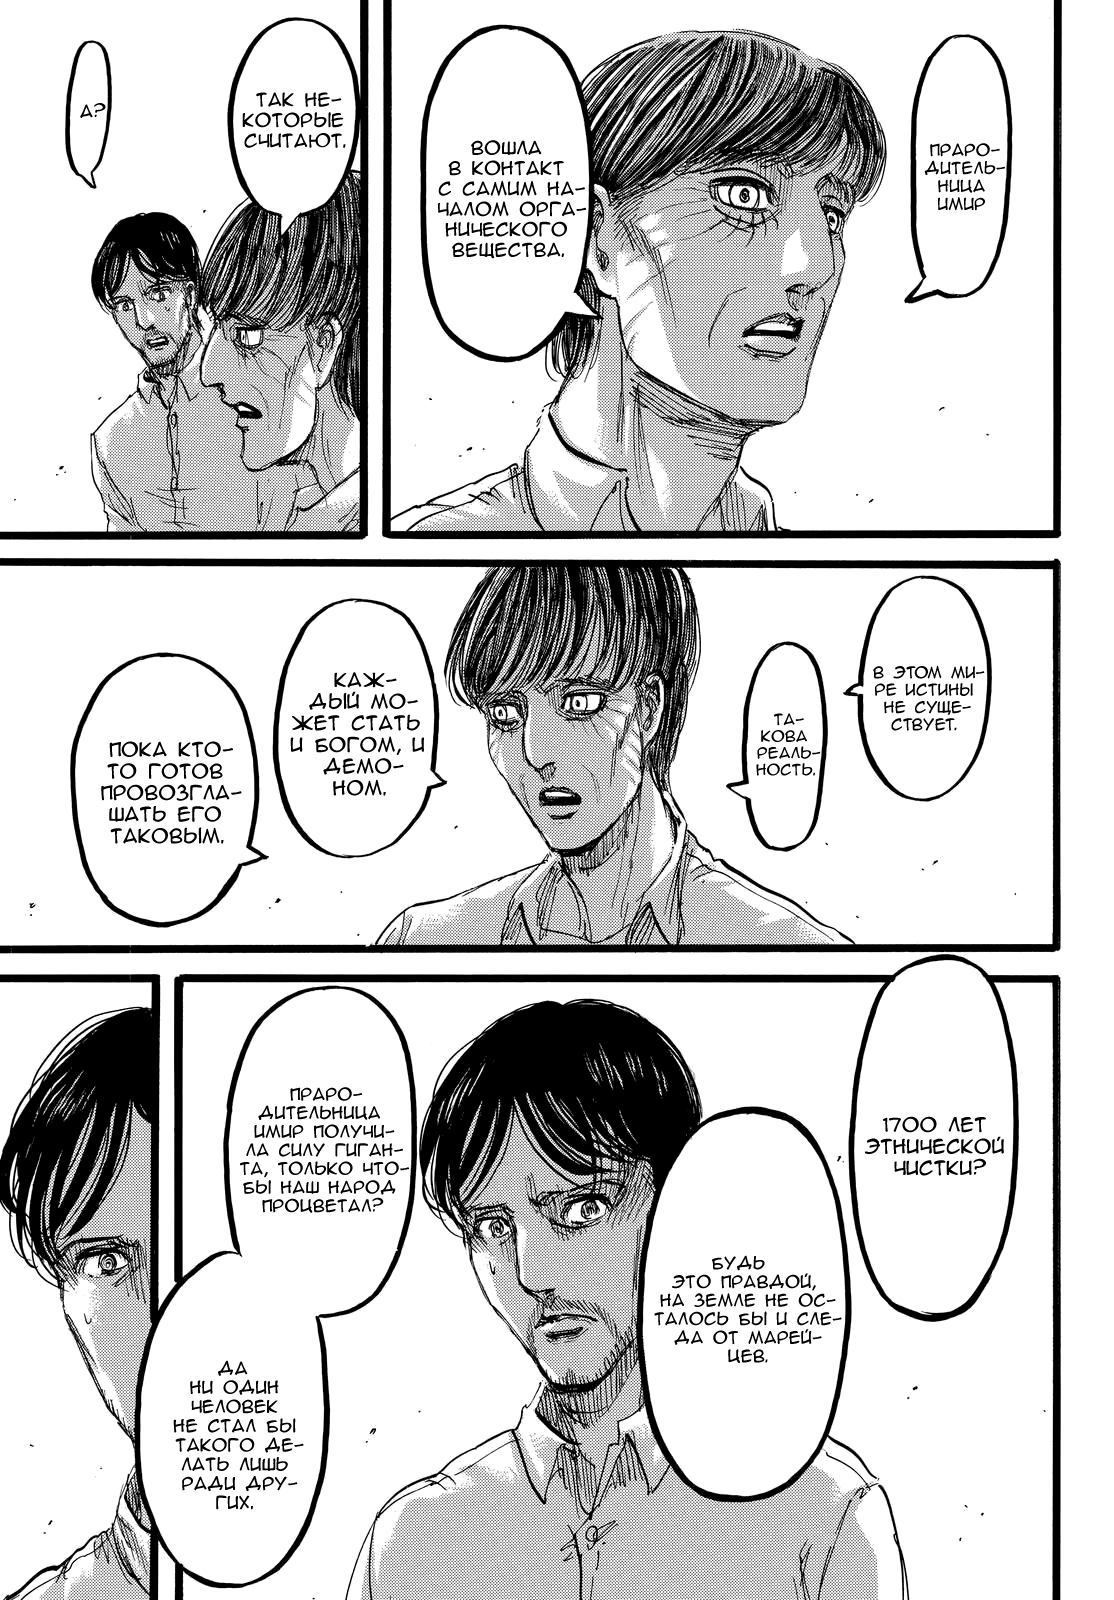 ПРАРО-
ДИТЕЛЬ-
НИЦА
ИМИР
ВОШЛА
В КОНТАКТ
С САМИМ НА-
ЧАЛОМ ОРГА-
НИЧЕСКОГО
ВЕЩЕСТВА.
ТАК НЕ-
КОТОРЫЕ
СЧИТАЮТ.
А?
В ЭТОМ МИ-
РЕ ИСТИНЫ
НЕ СУЩЕ-
СТВУЕТ.
ТА-
КОВА
РЕАЛЬ-
НОСТЬ.
КАЖ-
ДЫЙ МО-
ЖЕТ СТАТЬ
И БОГОМ, И
ДЕМО-
НОМ.
ПОКА КТО-
ТО ГОТОВ
ПРОВОЗГЛА-
ШАТЬ ЕГО
ТАКОВЫМ.
1700 ЛЕТ
ЭТНИЧЕСКОЙ
ЧИСТКИ?
БУДЬ
ЭТО ПРАВДОЙ,
НА ЗЕМЛЕ НЕ ОС-
ТАЛОСЬ БЫ И СЛЕ-
ДА ОТ МАРЕЙ-
ЦЕВ.
ПРАРО-
ДИТЕЛЬНИЦА
ИМИР ПОЛУЧИ-
ЛА СИЛУ ГИГАН-
ТА, ТОЛЬКО ЧТО-
БЫ НАШ НАРОД
ПРОЦВЕТАЛ?
ДА
НИ ОДИН
ЧЕЛОВЕК
НЕ СТАЛ БЫ
ТАКОГО ДЕ-
ЛАТЬ ЛИШЬ
РАДИ ДРУ-
ГИХ.